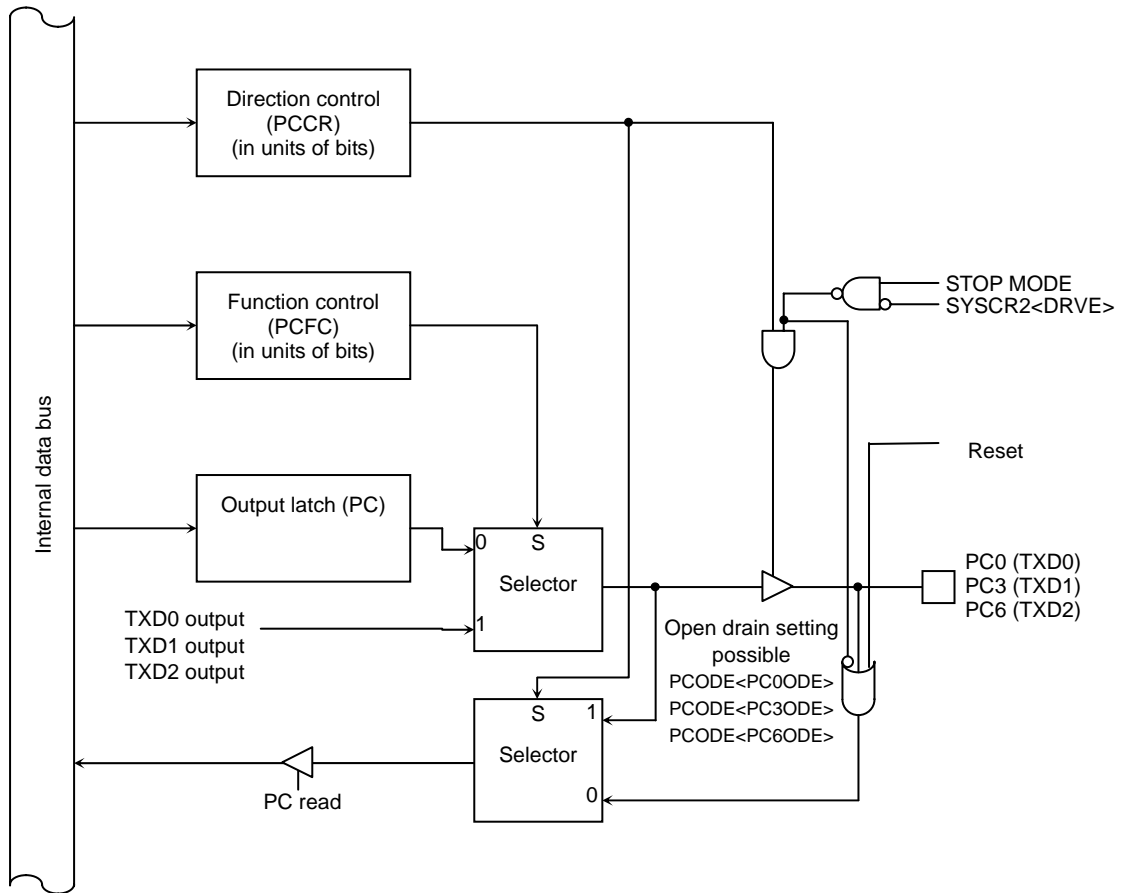 Internal data bus
Direction control
(PCCR)
(in units of bits)
Function control
(PCFC)
(in units of bits)
STOP MODE
SYSCR2<DRVE>
Reset
Output latch (PC)
0
S
Selector
1
TXD0 output
TXD1 output
TXD2 output
PC0 (TXD0)
PC3 (TXD1)
PC6 (TXD2)
Open drain setting
possible
PCODE<PC0ODE>
PCODE<PC3ODE>
PCODE<PC6ODE>
S
1
Selector
0
PC read